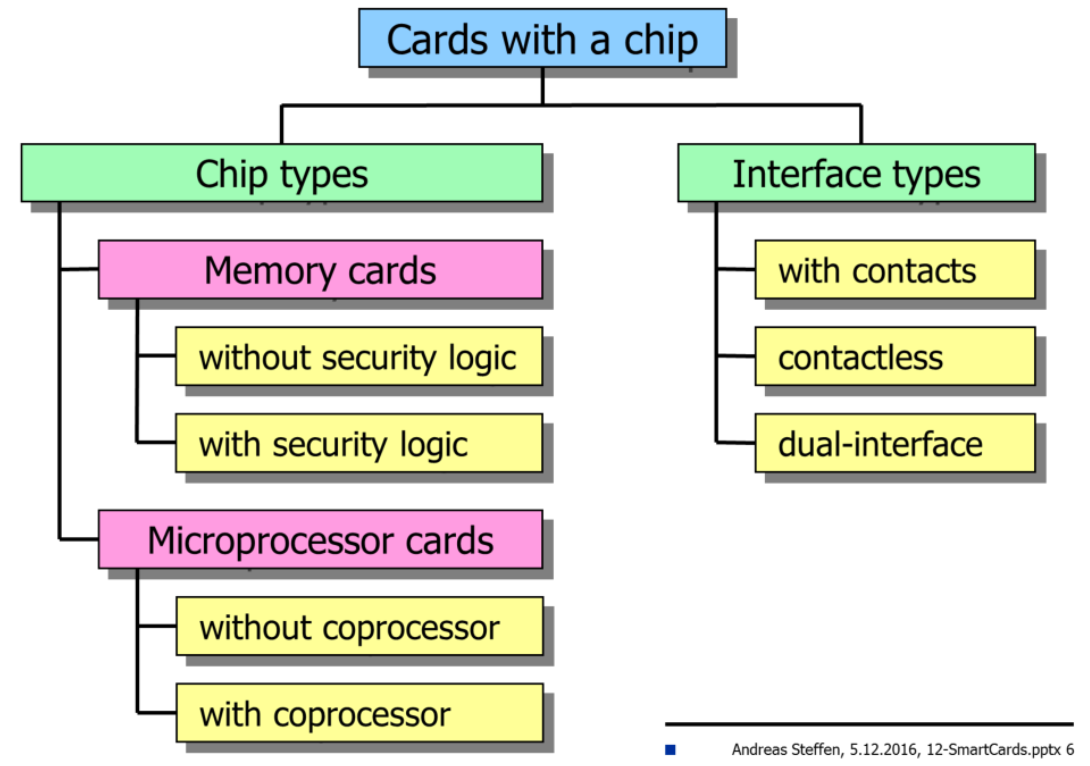 Cards with a chip
Chip types
Interface types
Memory cards
with contacts
without security logic
contactless
with security logic
dual-interface
Microprocessor cards
without coprocessor
with coprocessor
Andreas Steffen, 5.12.2016, 12-SmartCards.pptx 6